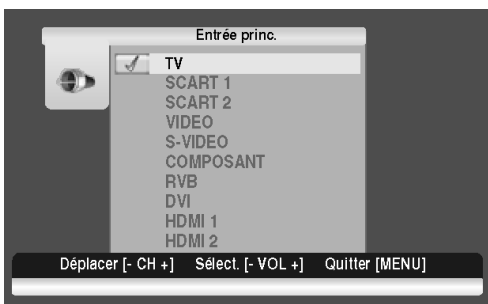 Entrée princ.
TV
SCART 1
SCART 2
VIDEO
S-VIDEO
COMPOSANT
RVB
DVI
HDMI 1
HDMI 2
Déplacer [- CH +] Sélect. [- VOL +] Quitter [MENU]